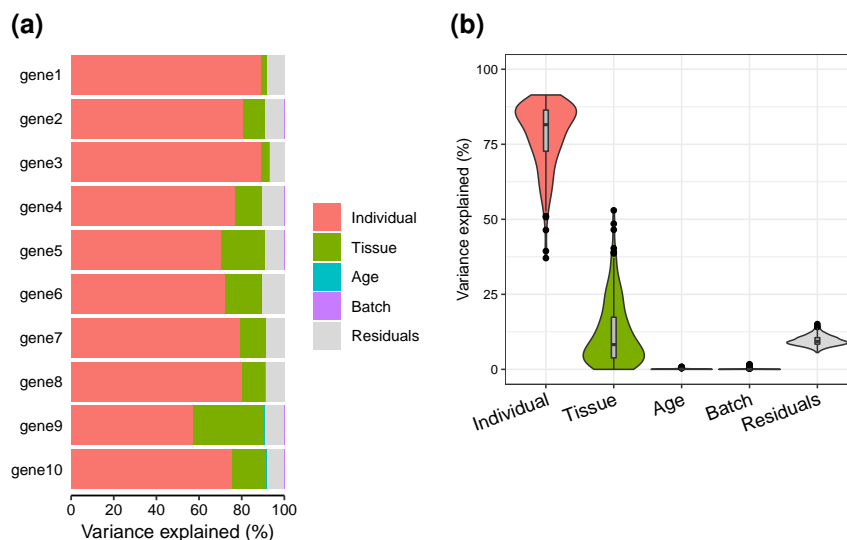 (a)
gene1
gene2
gene3
gene4
gene5
gene6
gene7
gene8
gene9
gene10
0 20 40 60 80 100
Variance explained (%)
Individual
Tissue
Age
Batch
Residuals
(b)
Variance explained (%)
100
75
50
25
0
Individual
Tissue
Age
Batch
Residuals